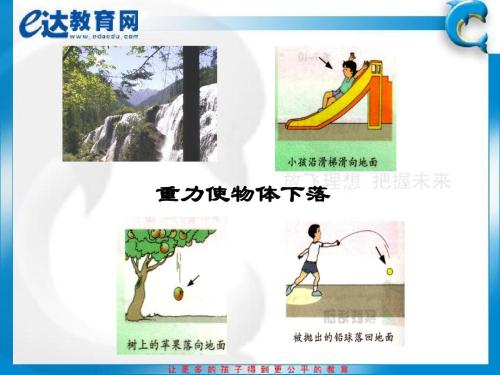 e达教育网
www.edaedu.com
小孩沿滑梯滑向地面
放飞理想 把握未来
重力使物体下落
树上的苹果落向地面
被抛出的铅球落回地面
让更多的孩子得到更公平的教育